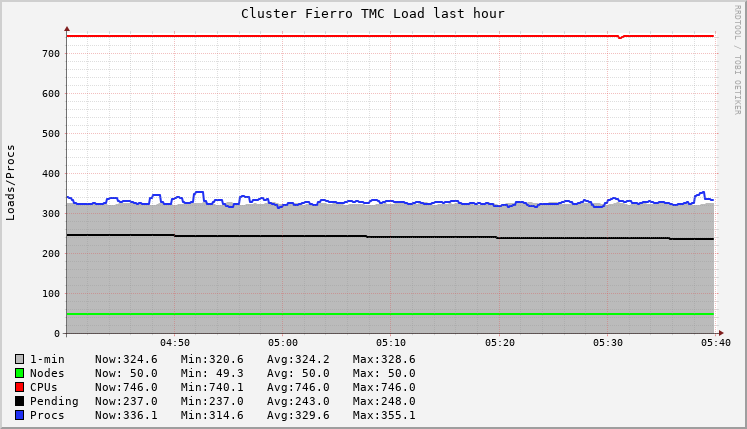 Cluster Fierro TMC Load last hour
RRDTOOL / TOBI OETIKER
Loads/Procs
700
600
500
400
300
200
100
0
04:50 05:00 05:10 05:20 05:30 05:40
1-min Now:324.6 Min:320.6 Avg:324.2 Max:328.6
Nodes Now: 50.0 Min: 49.3 Avg: 50.0 Max: 50.0
CPUs Now:746.0 Min:740.1 Avg:746.0 Max:746.0
Pending Now:237.0 Min:237.0 Avg:243.0 Max:248.0
Procs Now:336.1 Min:314.6 Avg:329.6 Max:355.1